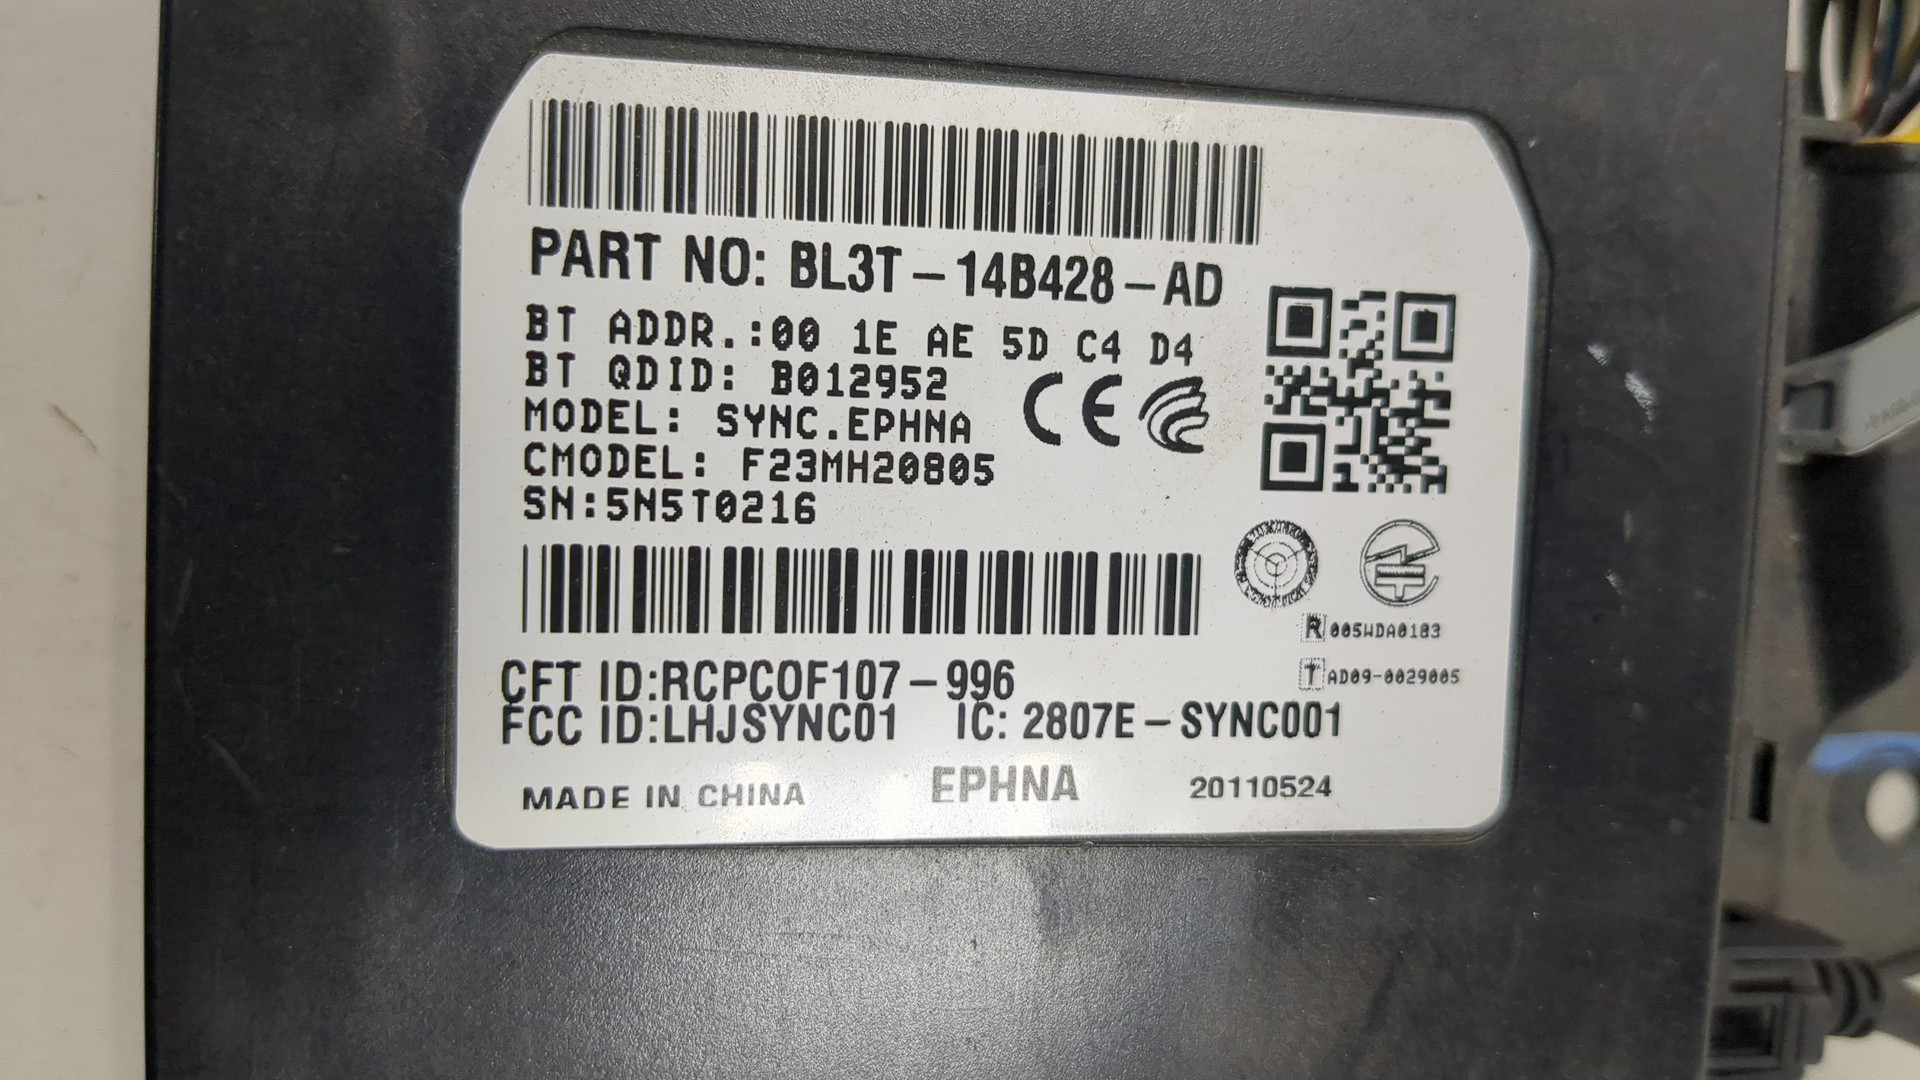 PART NO: BL3T-14B428-AD
BT ADDR.:00 1E AE 5D C4 D4
BT QDID: B012952
MODEL: SYNC.EPHNA
CMODEL: F23MH20805
SN:5N5T0216
CE
R 005WDA0183
T AD09-0029005
CFT ID:RCPCOF107-996
FCC ID:LHJSYNC01 IC: 2807E-SYNC001
MADE IN CHINA EPHNA 20110524